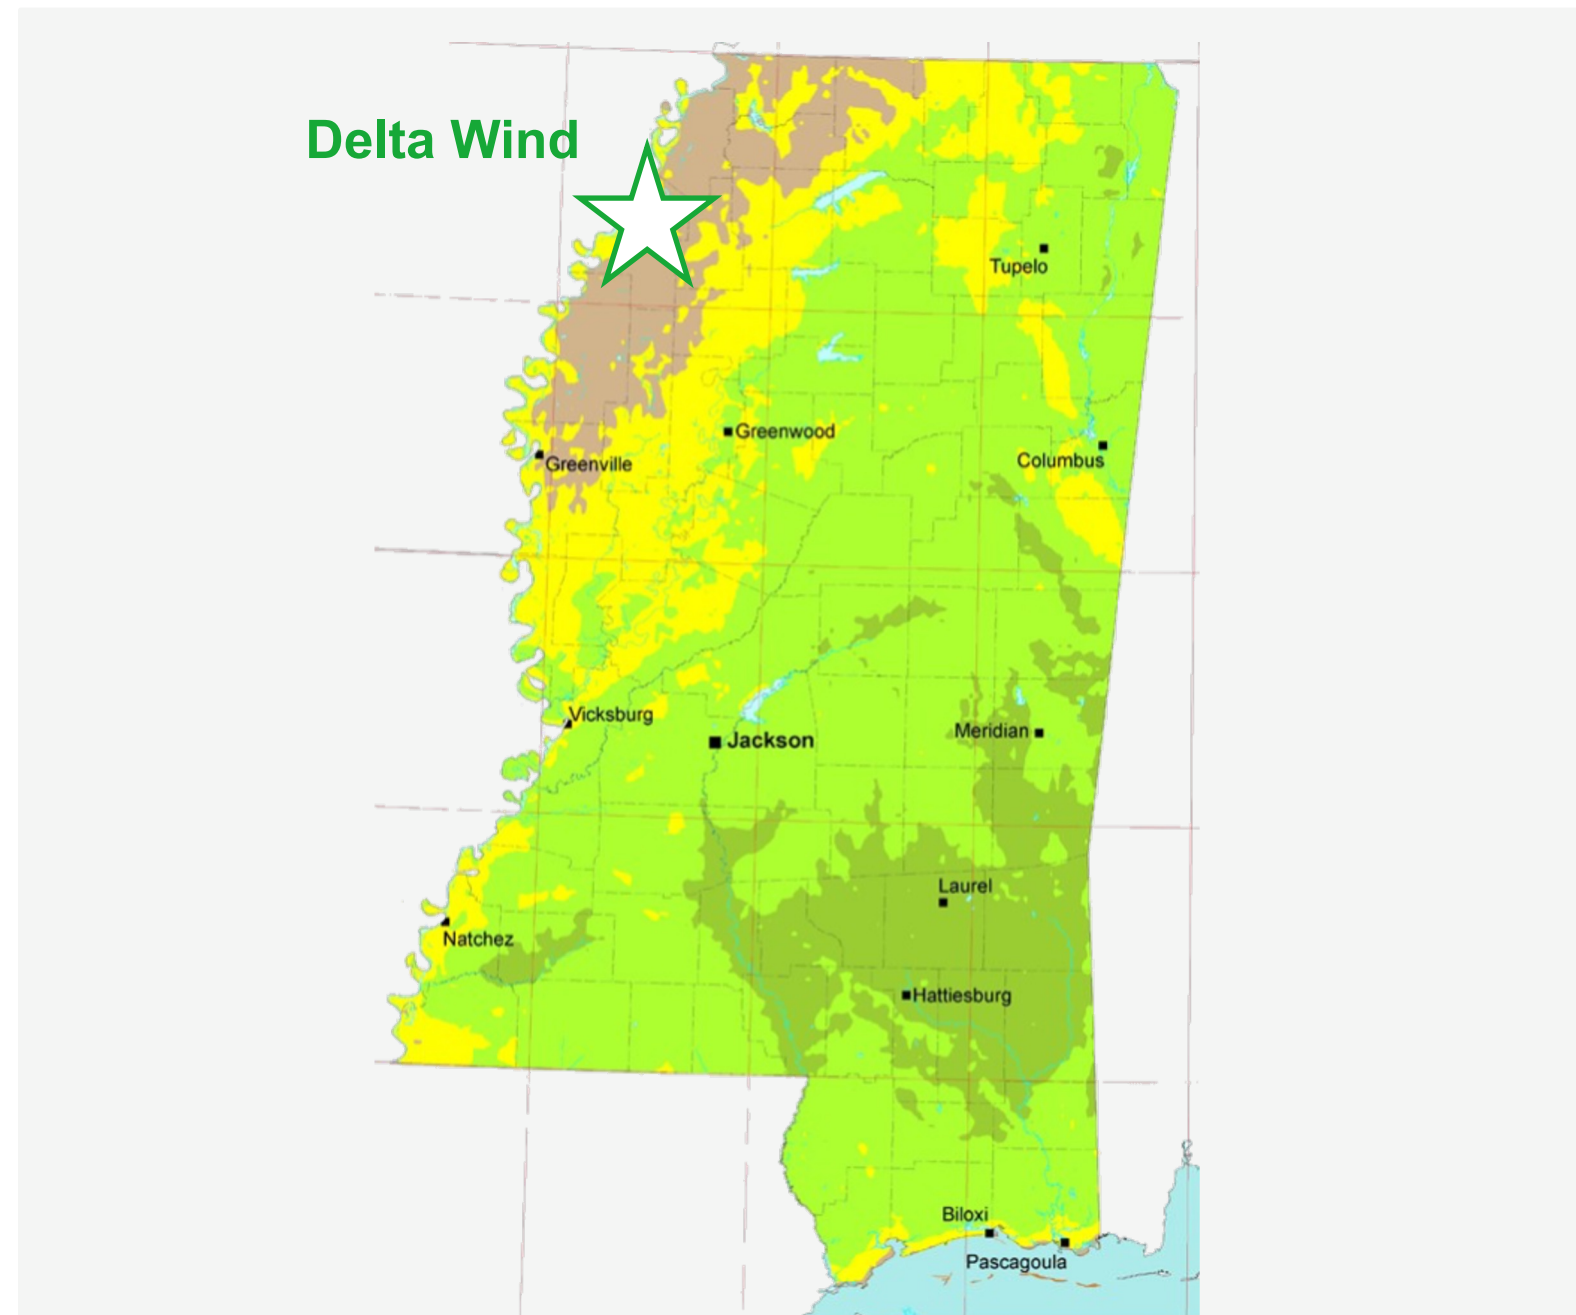 Delta Wind
Tupelo
Greenwood
Greenville
Columbus
Vicksburg
Jackson
Meridian
Laurel
Natchez
Hattiesburg
Biloxi
Pascagoula